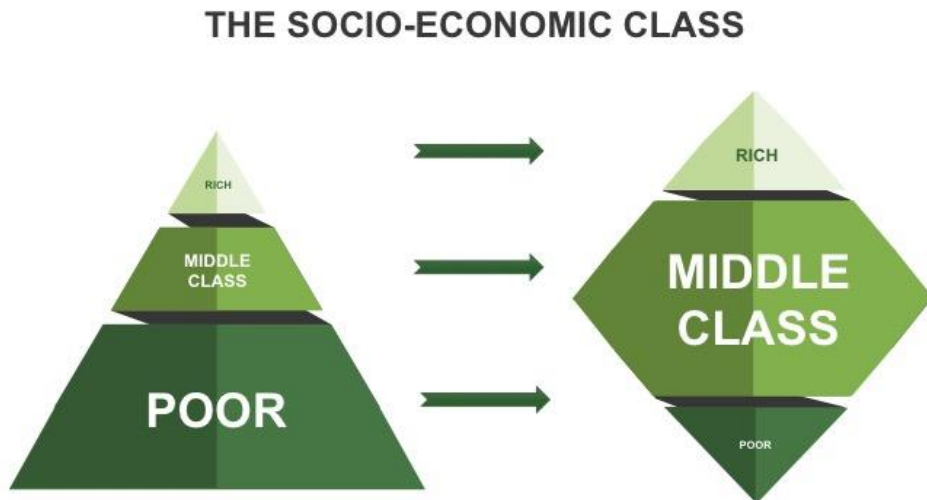 THE SOCIO-ECONOMIC CLASS
RICH
MIDDLE
CLASS
POOR
RICH
MIDDLE
CLASS
POOR